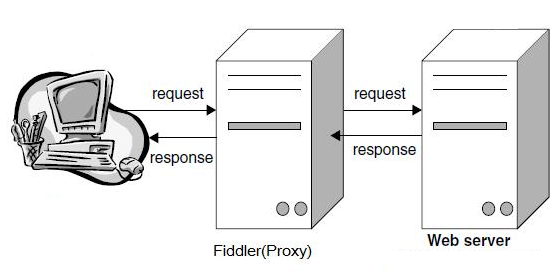 request
request
response
response
Fiddler(Proxy)
Web server